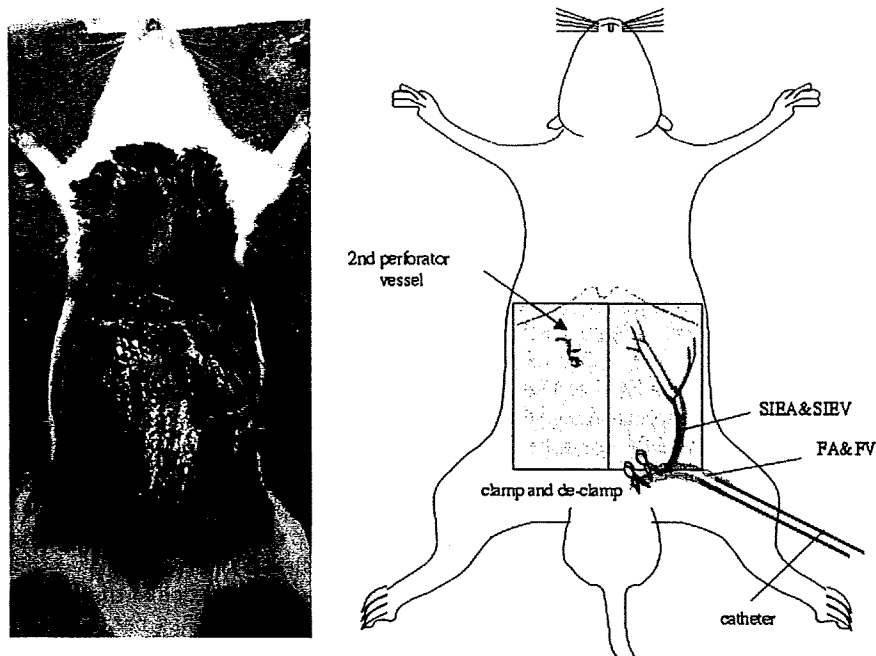 2nd perforator
vessel
SIEA & SIEV
FA & FV
clamp and de-clamp
catheter